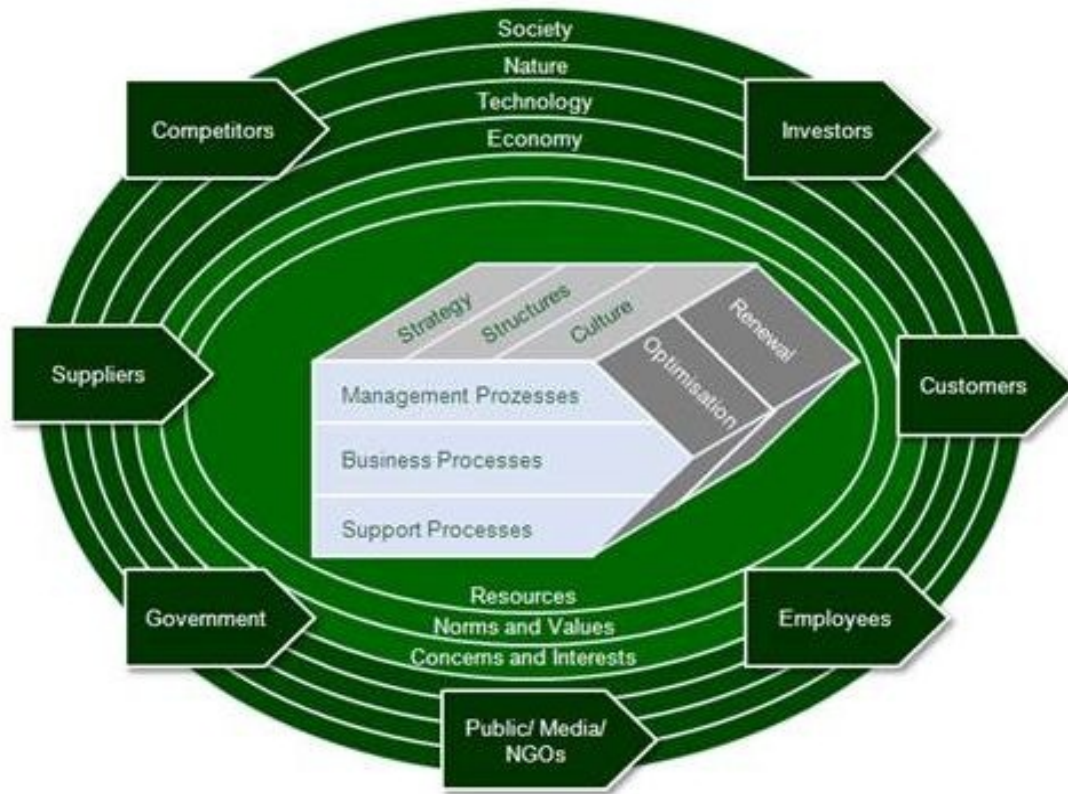 Society
Nature
Technology
Economy
Competitors
Investors
Strategy
Structures
Culture
Renewal
Optimisation
Suppliers
Customers
Management Prozesses
Business Processes
Support Processes
Resources
Norms and Values
Concerns and Interests
Government
Employees
Public/ Media/
NGOs